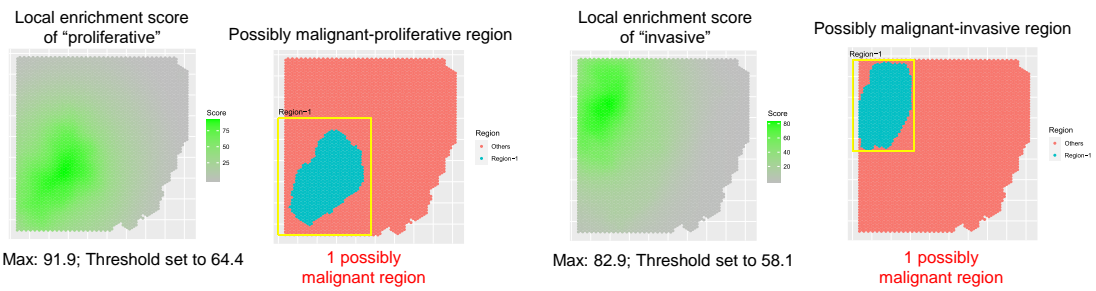 Local enrichment score
of “proliferative”
Score
75
50
25
Max: 91.9; Threshold set to 64.4
Possibly malignant-proliferative region
Region−1
Region
Others
Region−1
1 possibly
malignant region
Local enrichment score
of “invasive”
Score
80
60
40
20
Max: 82.9; Threshold set to 58.1
Possibly malignant-invasive region
Region−1
Region
Others
Region−1
1 possibly
malignant region